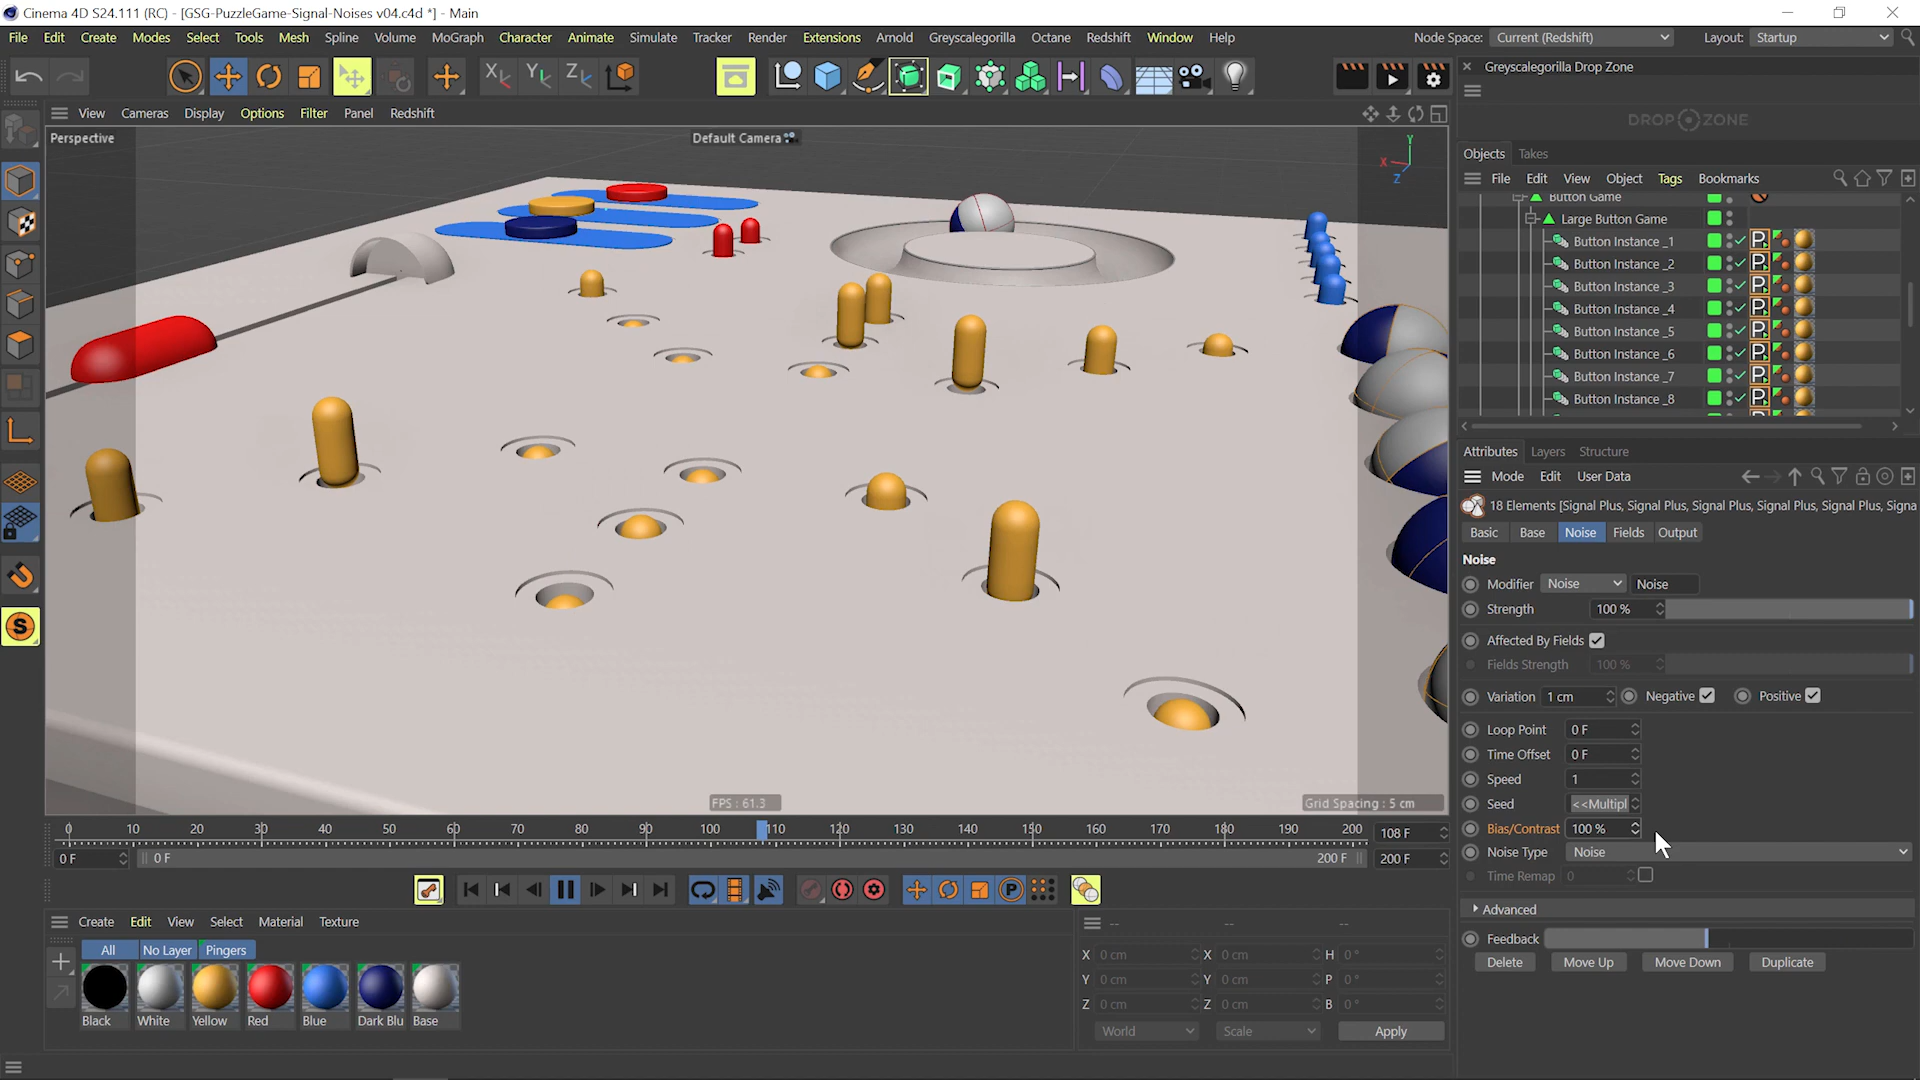 Cinema 4D S24.111 (RC) - [GSG-PuzzleGame-Signal-Noises v04.c4d *] - Main
File Edit Create Modes Select Tools Mesh Spline Volume MoGraph Character Animate Simulate Tracker Render Extensions Arnold Greyscalegorilla Octane Redshift Window Help
Node Space: Current (Redshift) Layout: Startup
Greyscalegorilla Drop Zone
DROP ZONE
View Cameras Display Options Filter Panel Redshift
Perspective
Default Camera
Y
X
Z
FPS : 61.3
Grid Spacing : 5 cm
0 10 20 30 40 50 60 70 80 90 100 110 120 130 140 150 160 170 180 190 200
108 F
0 F
0 F
200 F
200 F
Create Edit View Select Material Texture
All No Layer Pingers
Black White Yellow Red Blue Dark Blu Base
-- -- --
X 0 cm X 0 cm H 0 °
Y 0 cm Y 0 cm P 0 °
Z 0 cm Z 0 cm B 0 °
World Scale Apply
Objects Takes
File Edit View Object Tags Bookmarks
Button Game
Large Button Game
Button Instance _1
Button Instance _2
Button Instance _3
Button Instance _4
Button Instance _5
Button Instance _6
Button Instance _7
Button Instance _8
Attributes Layers Structure
Mode Edit User Data
18 Elements [Signal Plus, Signal Plus, Signal Plus, Signal Plus, Signal Plus, Signa
Basic Base Noise Fields Output
Noise
Modifier Noise Noise
Strength 100 %
Affected By Fields
Fields Strength 100 %
Variation 1 cm Negative Positive
Loop Point 0 F
Time Offset 0 F
Speed 1
Seed <<Multipl
Bias/Contrast 100 %
Noise Type Noise
Time Remap 0
Advanced
Feedback
Delete Move Up Move Down Duplicate